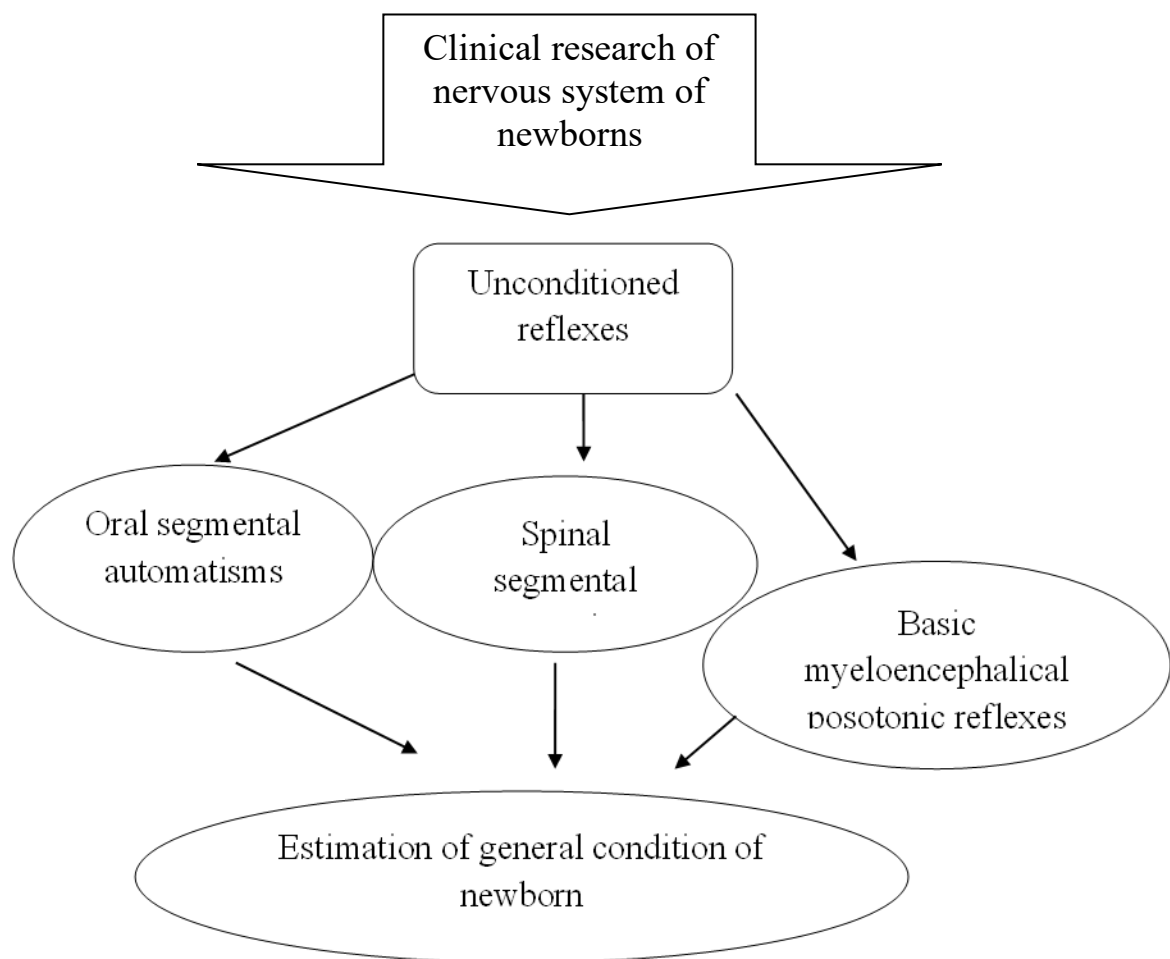 Clinical research of
nervous system of
newborns
Unconditioned
reflexes
Oral segmental
automatisms
Spinal
segmental
Basic
myeloencephalical
posotonic reflexes
Estimation of general condition of
newborn